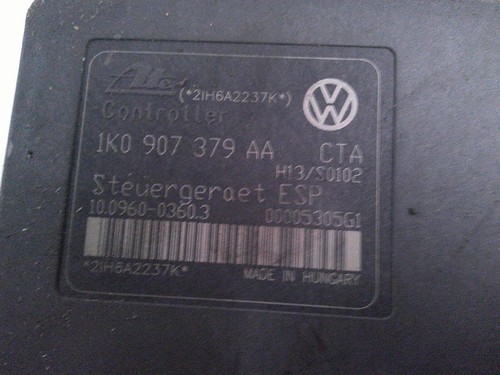 Ate
(*2IH6A2237K*)
Controller
1K0 907 379 AA CTA
H13/S0102
Steuergeraet ESP
10.0960-0360.3 00005305G1
*2IH6A2237K*
MADE IN HUNGARY